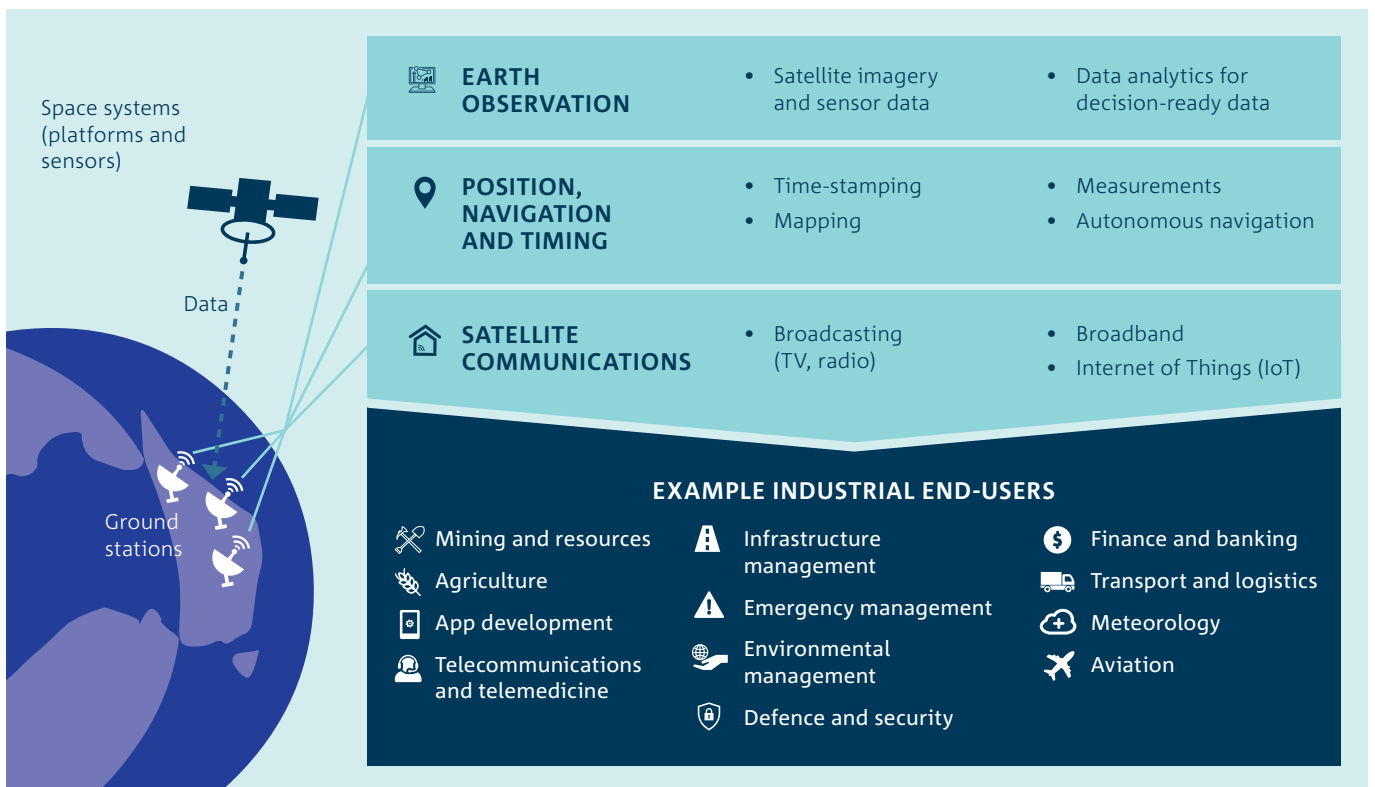 Space systems
(platforms and
sensors)
Data
Ground
stations
EARTH
OBSERVATION
• Satellite imagery
and sensor data
• Data analytics for
decision-ready data
POSITION,
NAVIGATION
AND TIMING
• Time-stamping
• Mapping
• Measurements
• Autonomous navigation
SATELLITE
COMMUNICATIONS
• Broadcasting
(TV, radio)
• Broadband
• Internet of Things (IoT)
EXAMPLE INDUSTRIAL END-USERS
Mining and resources
Agriculture
App development
Telecommunications
and telemedicine
Infrastructure
management
Emergency management
Environmental
management
Defence and security
$
Finance and banking
Transport and logistics
Meteorology
Aviation